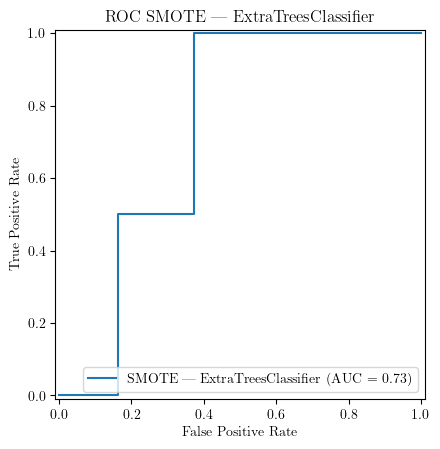 ROC SMOTE — ExtraTreesClassifier
1.0
0.8
0.6
0.4
0.2
0.0
True Positive Rate
SMOTE — ExtraTreesClassifier (AUC = 0.73)
0.0 0.2 0.4 0.6 0.8 1.0
False Positive Rate